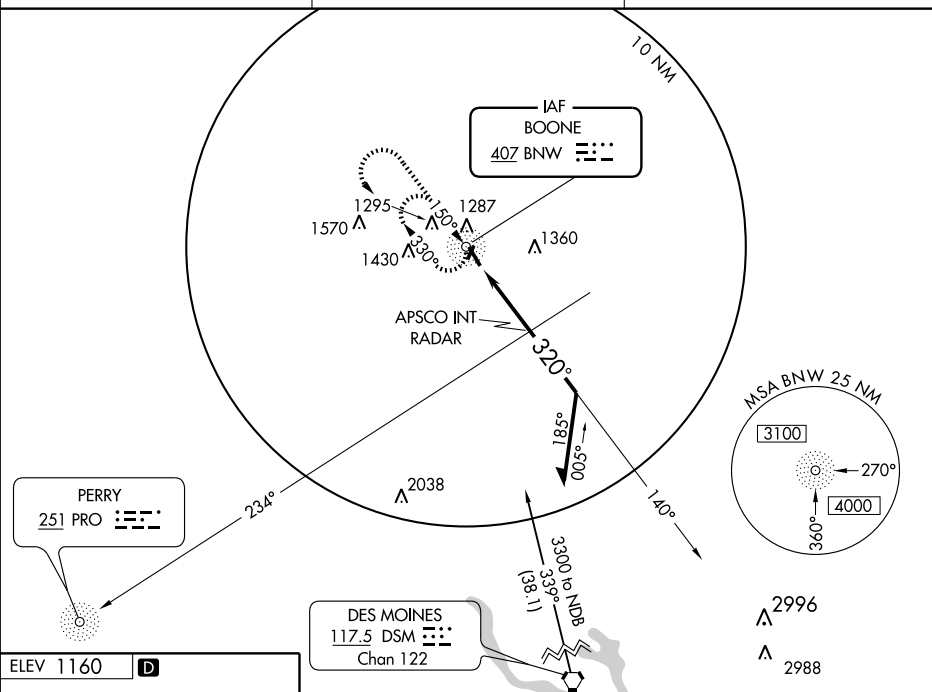 10 NM
IAF
BOONE
407 BNW
1295
150°
1287
1570
330°
1430
1360
APSCO INT
RADAR
320°
MSA BNW 25 NM
3100
270°
4000
360°
185°
005°
2038
140°
234°
PERRY
251 PRO
3300 to NDB
339°
(38.1)
DES MOINES
117.5 DSM
Chan 122
2996
2988
ELEV 1160 D